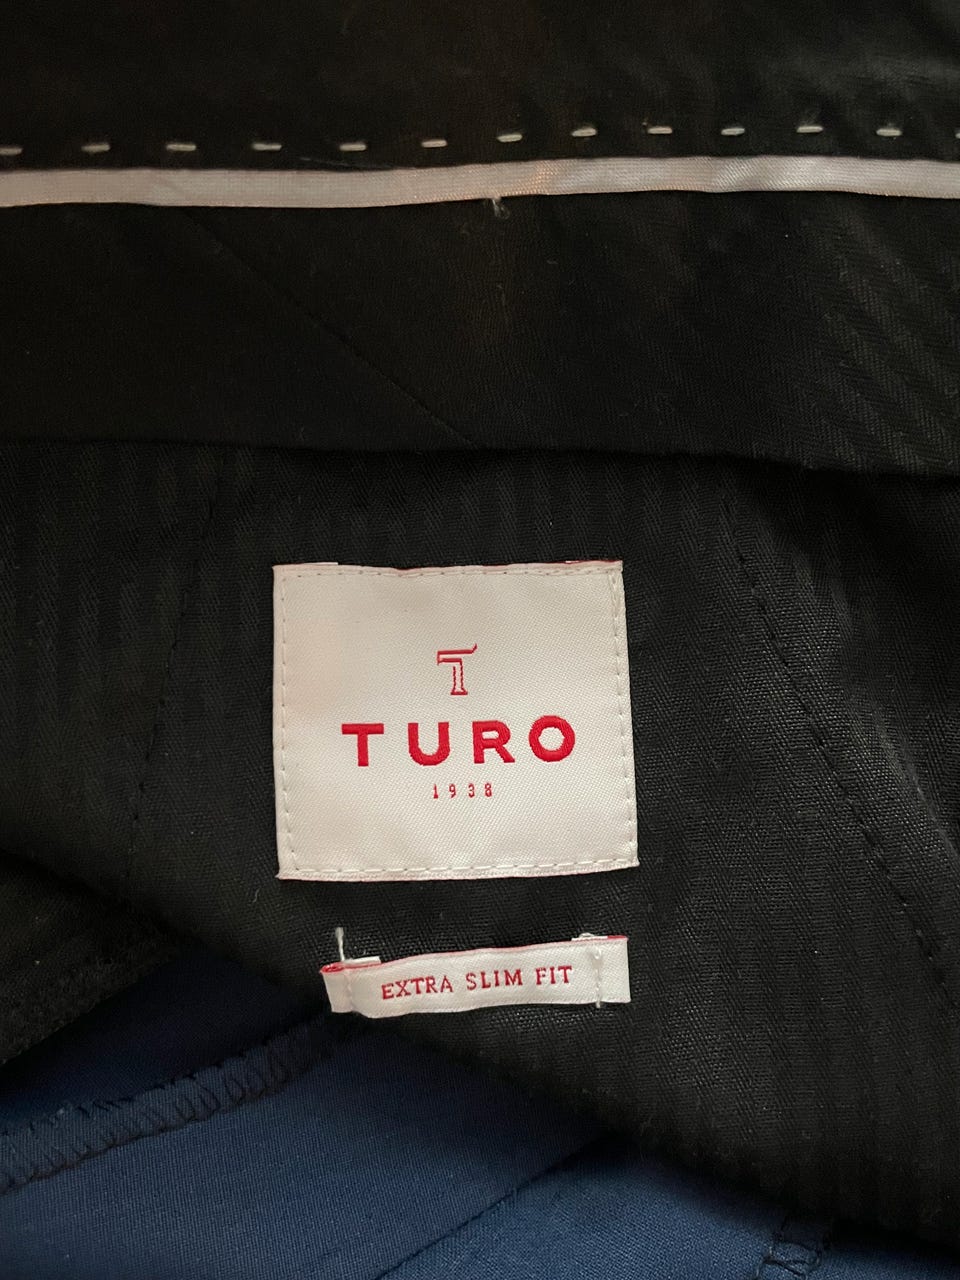 T
TURO
1938
EXTRA SLIM FIT